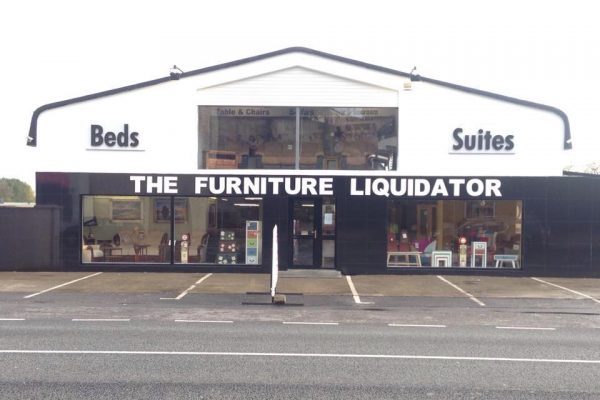 Table & Chairs
Beds
Suites
THE FURNITURE LIQUIDATOR